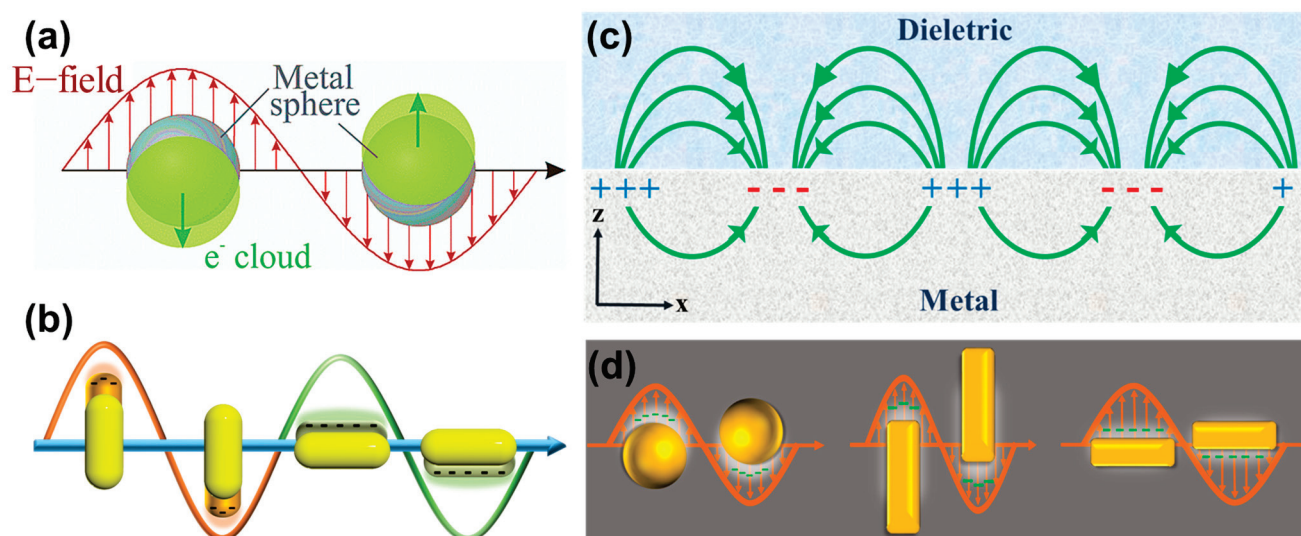 (a)
E–field
Metal
sphere
e⁻ cloud
(b)
(c)
Dieletric
+++
- - -
+++
- - -
+
z
x
Metal
(d)